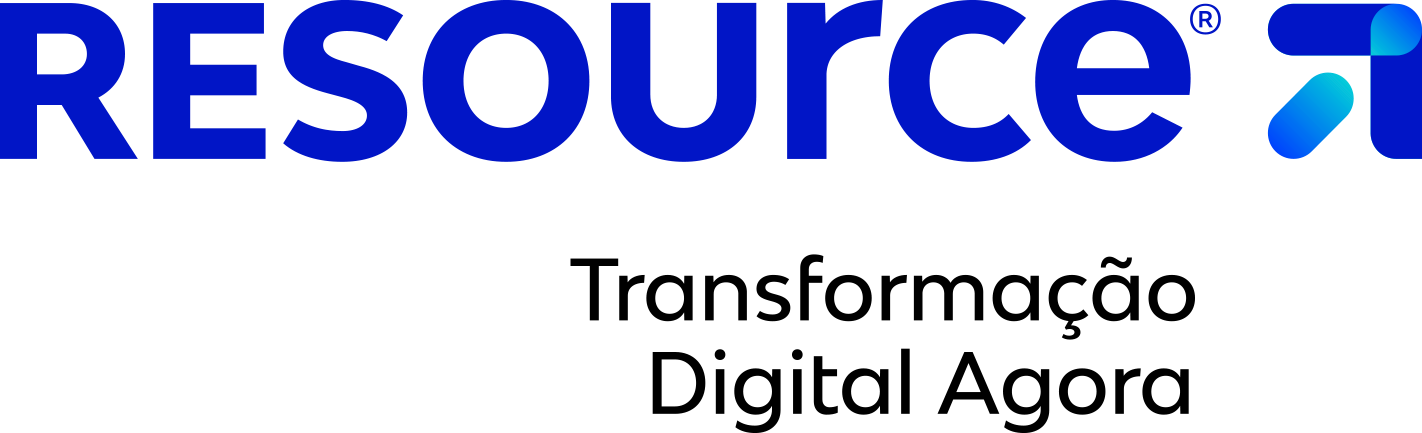 RESOURCE®
Transformação
Digital Agora